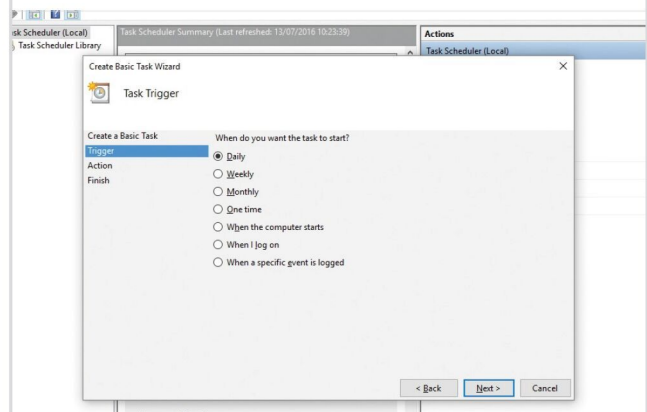 sk Scheduler (Local)
Task Scheduler Library
Task Scheduler Summary (Last refreshed: 13/07/2016 10:23:39)
Actions
Task Scheduler (Local)
Create Basic Task Wizard
Task Trigger
Create a Basic Task
Trigger
Action
Finish
When do you want the task to start?
Daily
Weekly
Monthly
One time
When the computer starts
When I log on
When a specific event is logged
< Back
Next >
Cancel